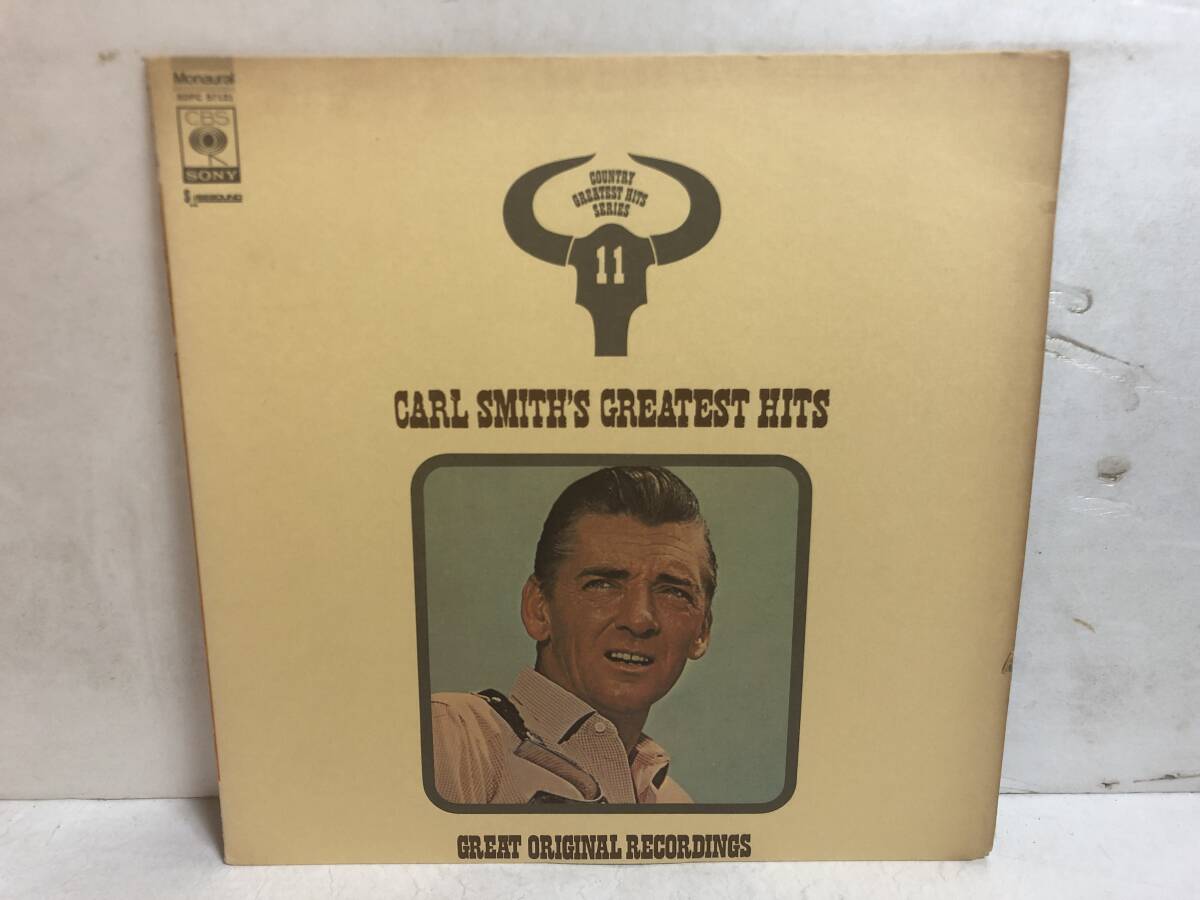 Monaural
CBS
SONY
COUNTRY
GREATEST HITS
SERIES
11
CARL SMITH'S GREATEST HITS
GREAT ORIGINAL RECORDINGS